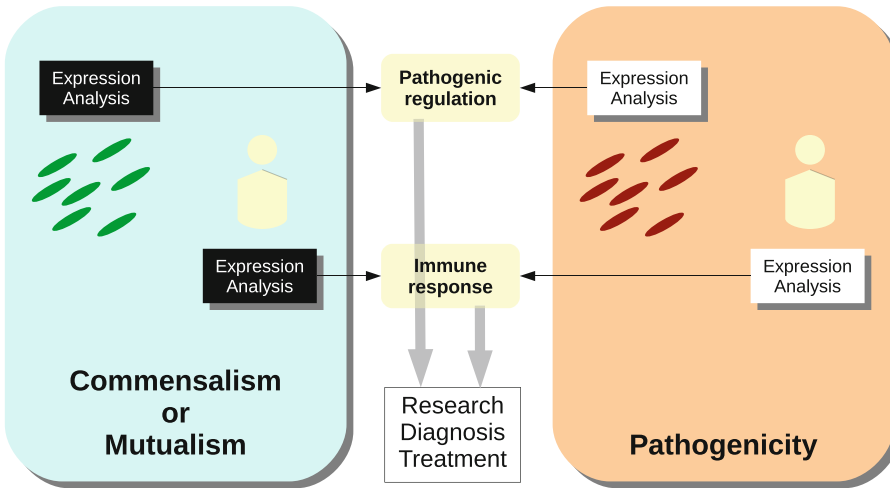 Expression
Analysis
Pathogenic
regulation
Expression
Analysis
Expression
Analysis
Immune
response
Expression
Analysis
Commensalism
or
Mutualism
Research
Diagnosis
Treatment
Pathogenicity